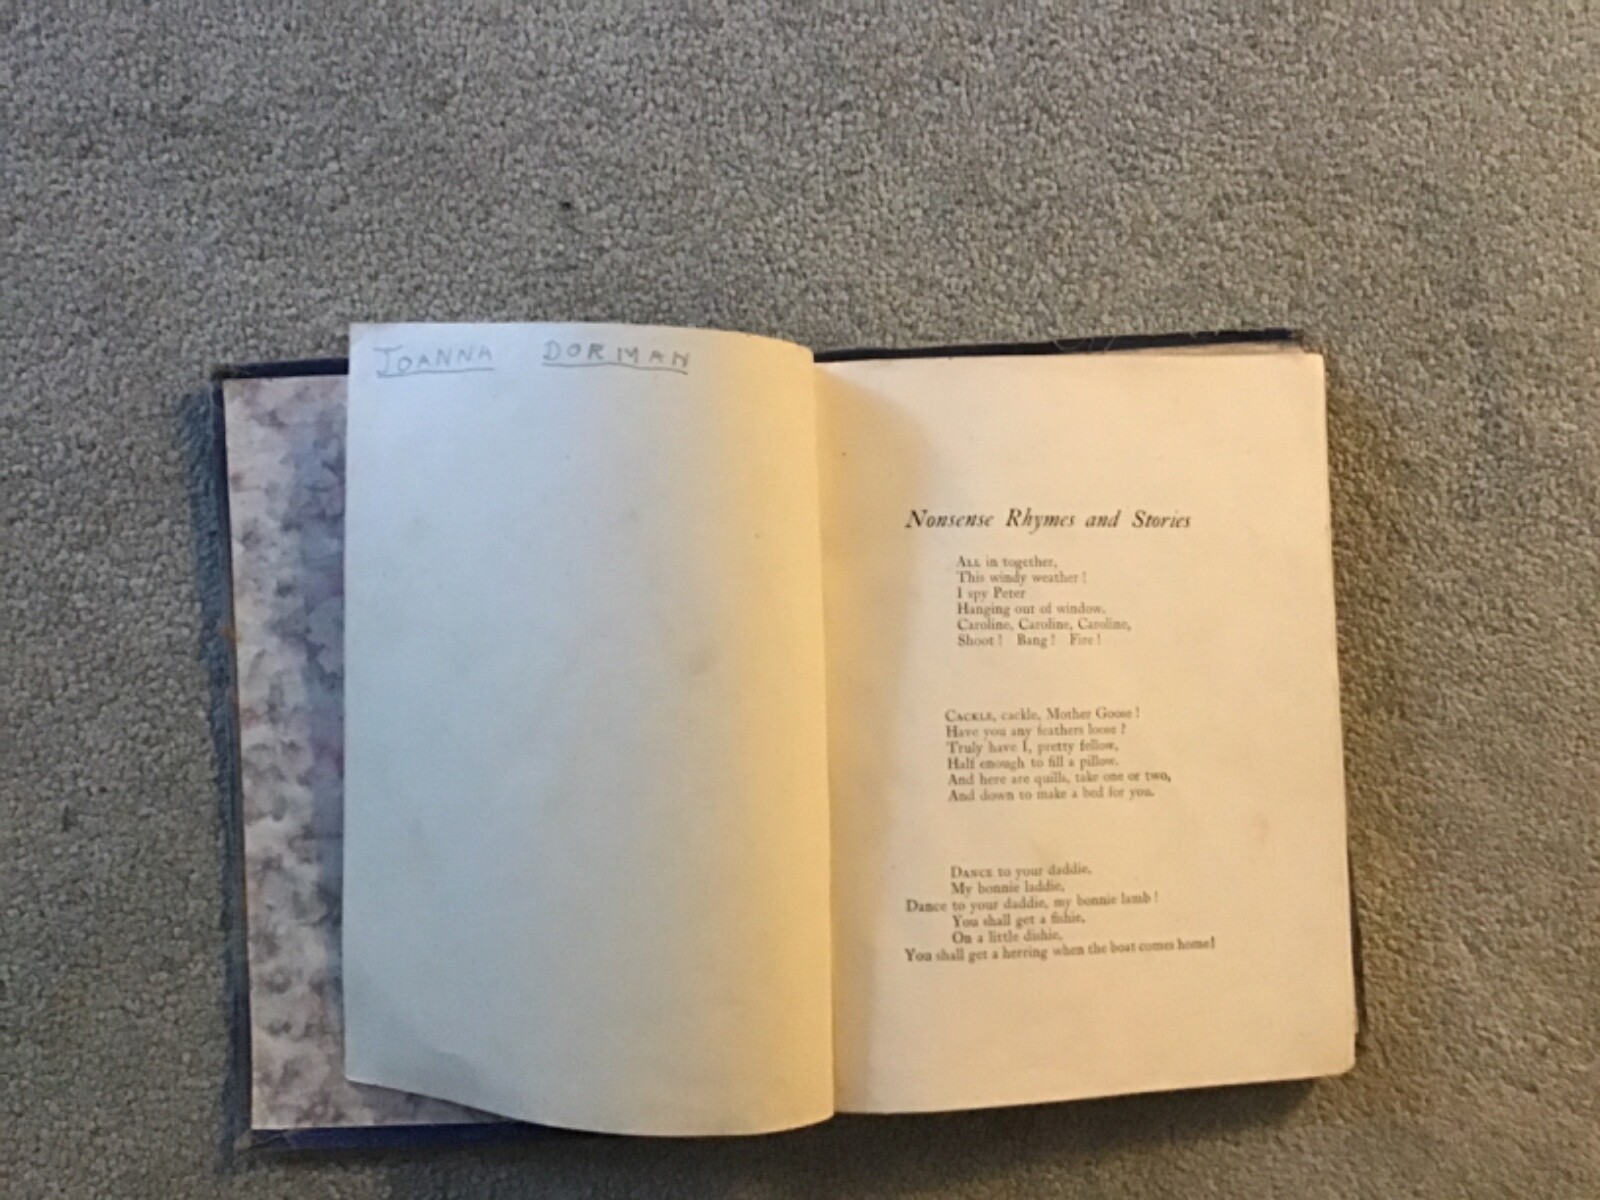 JOANNA DORMAN
Nonsense Rhymes and Stories
ALL in together,
This windy weather!
I spy Peter
Hanging out of window.
Caroline, Caroline, Caroline,
Shoot! Bang! Fire!
CACKLE, cackle, Mother Goose!
Have you any feathers loose?
Truly have I, pretty fellow,
Half enough to fill a pillow.
And here are quills, take one or two,
And down to make a bed for you.
DANCE to your daddie,
My bonnie laddie,
Dance to your daddie, my bonnie lamb!
You shall get a fishie,
On a little dishie,
You shall get a herring when the boat comes home!